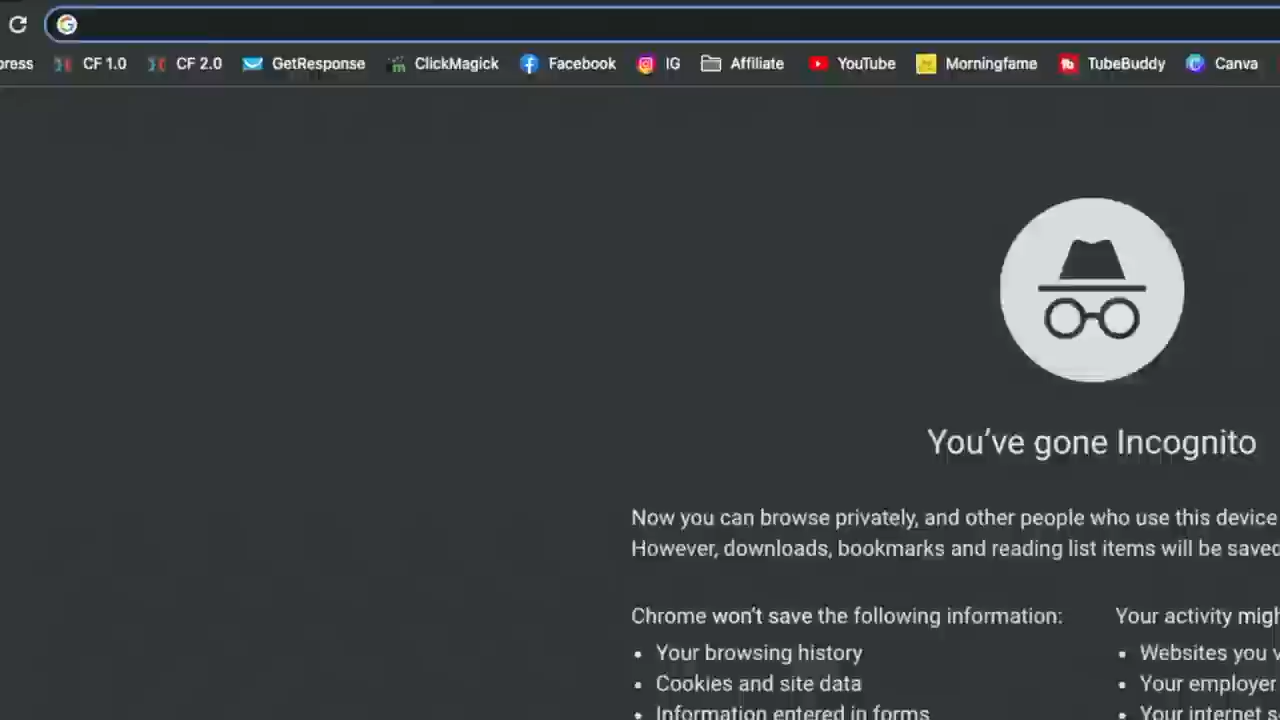 press CF 1.0 CF 2.0 GetResponse ClickMagick Facebook IG Affiliate YouTube Morningfame TubeBuddy Canva
You've gone Incognito
Now you can browse privately, and other people who use this device
However, downloads, bookmarks and reading list items will be saved
Chrome won't save the following information:
Your activity might
• Your browsing history
• Websites you v
• Cookies and site data
• Your employer
• Information entered in forms
• Your internet s